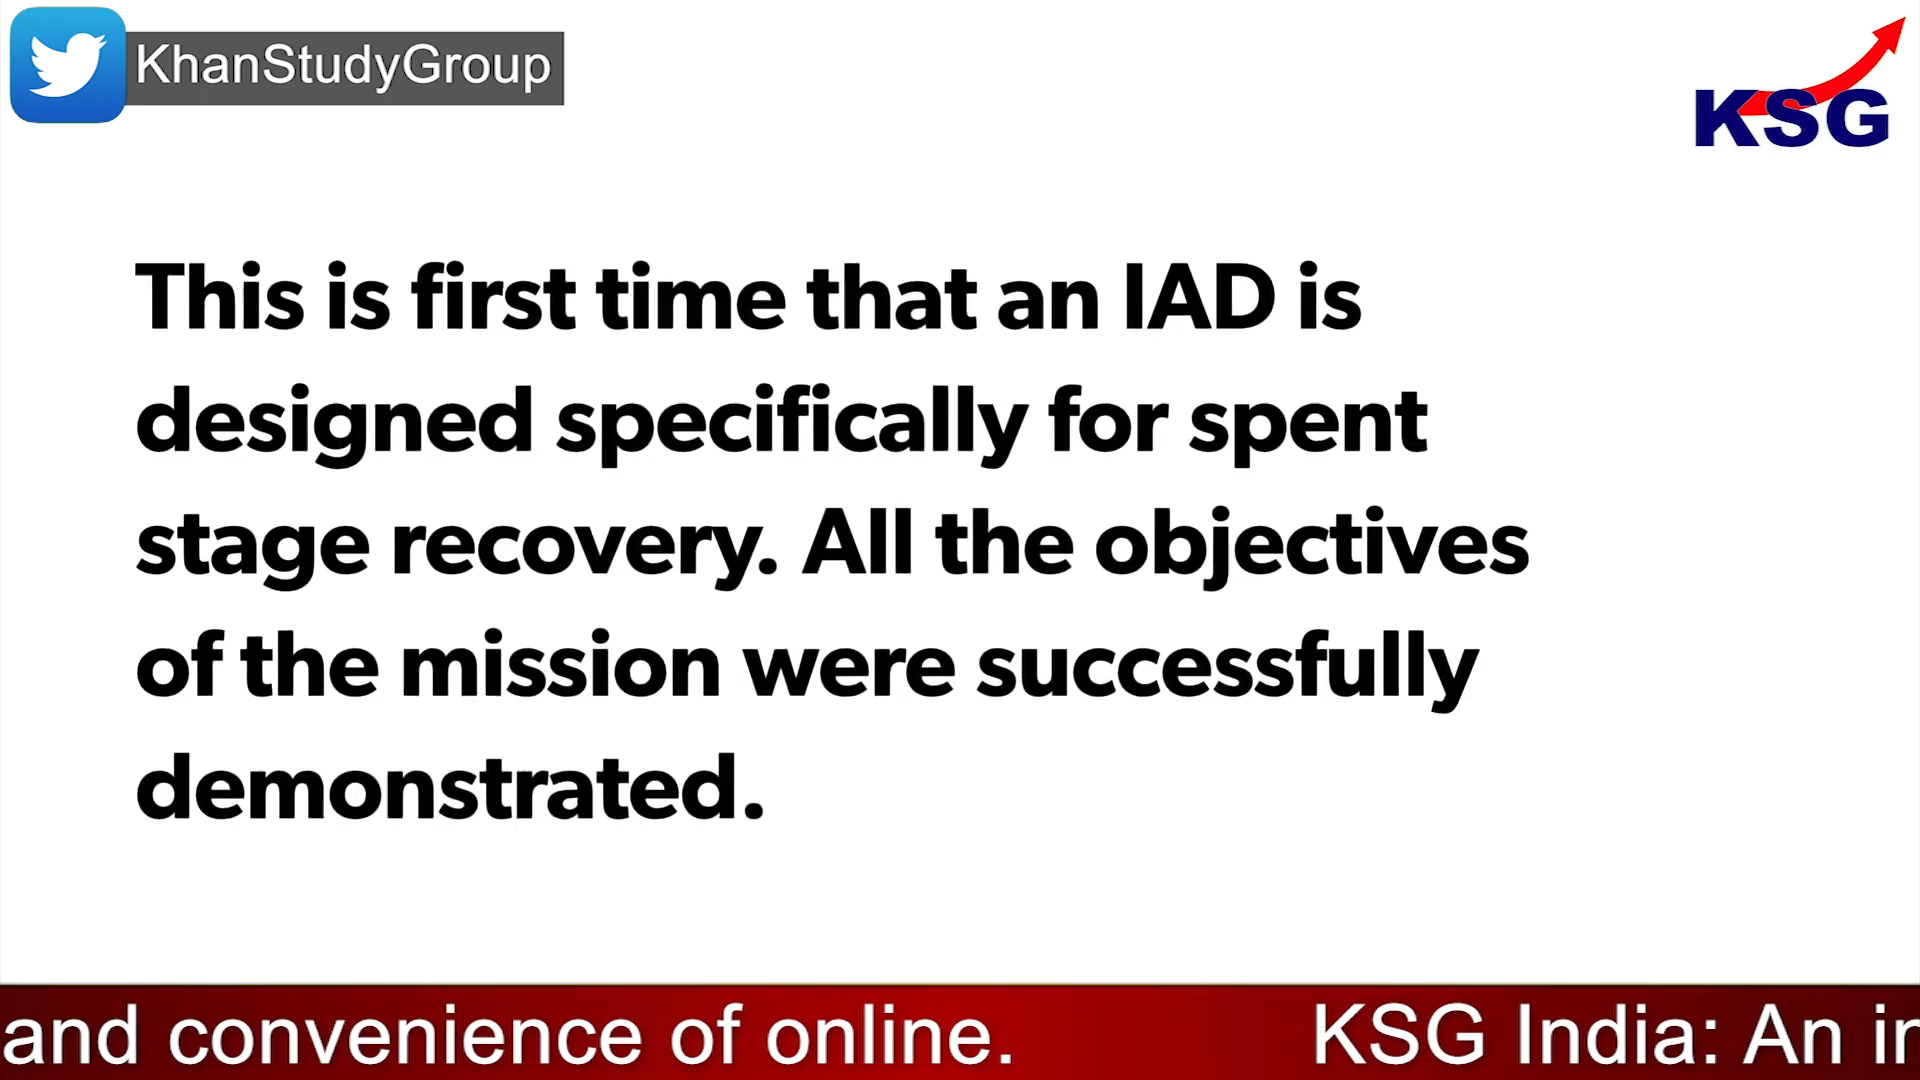 KhanStudyGroup
KSG
This is first time that an IAD is
designed specifically for spent
stage recovery. All the objectives
of the mission were successfully
demonstrated.
and convenience of online. KSG India: An